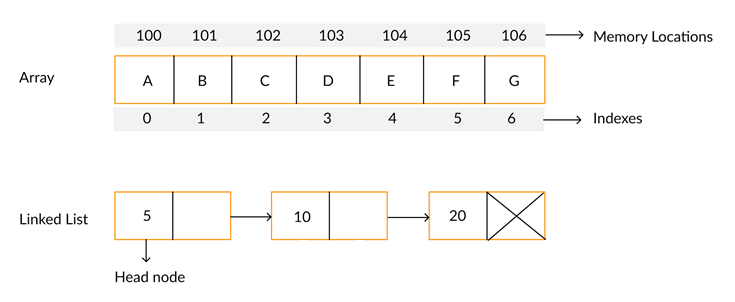 100 101 102 103 104 105 106 Memory Locations
Array A B C D E F G
0 1 2 3 4 5 6 Indexes
Linked List 5 10 20
Head node